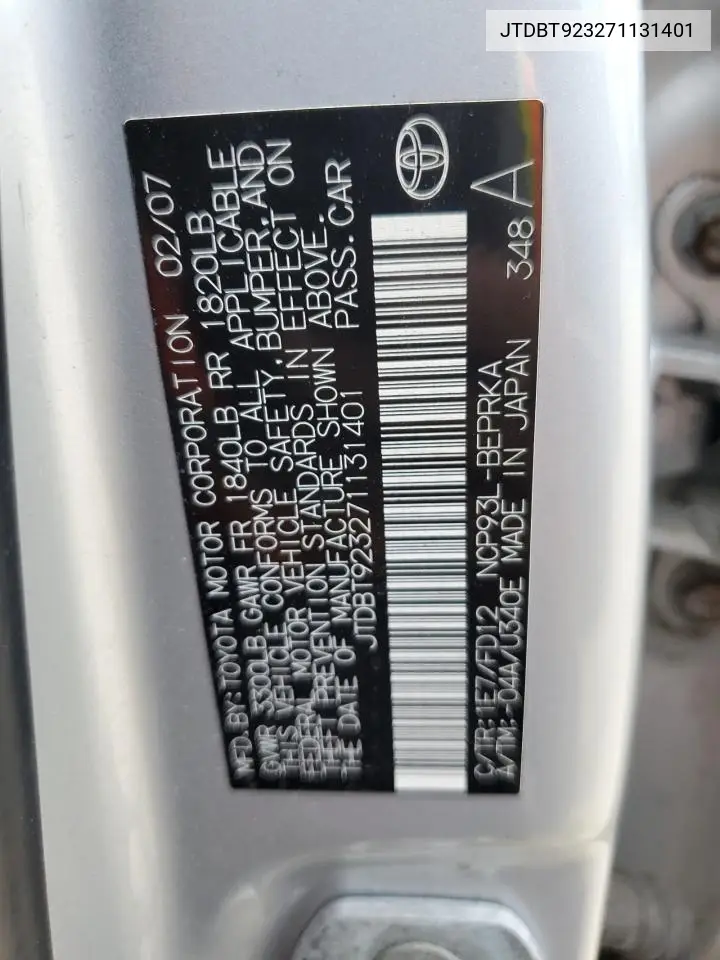 JTDBT923271131401
MFD.BY:TOYOTA MOTOR CORPORATION 02/07
GVWR 3300LB GAWR FR 1840LB RR 1820LB
THIS VEHICLE CONFORMS TO ALL APPLICABLE
FEDERAL MOTOR VEHICLE SAFETY,BUMPER,AND
THEFT PREVENTION STANDARDS IN EFFECT ON
THE DATE OF MANUFACTURE SHOWN ABOVE.
JTDBT923271131401 PASS.CAR
C/TR:1E7/FD12 NCP93L-BEPRKA
A/TM:-04A/U340E MADE IN JAPAN 348 A